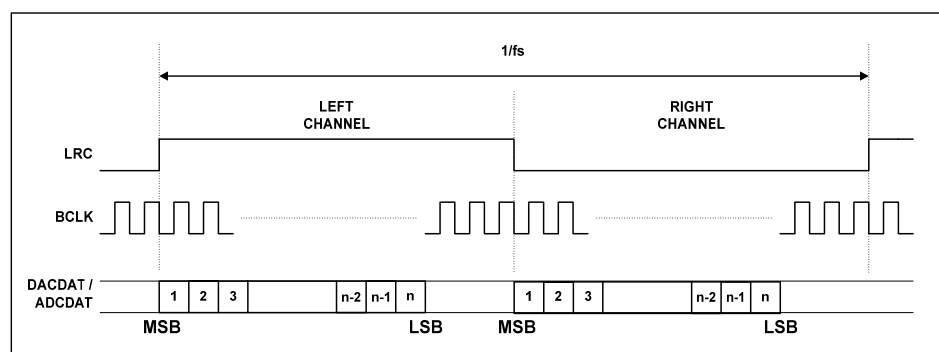 1/fs
LEFT
CHANNEL
RIGHT
CHANNEL
LRC
BCLK
DACDAT /
ADCDAT
1 2 3 n-2 n-1 n 1 2 3 n-2 n-1 n
MSB LSB MSB LSB